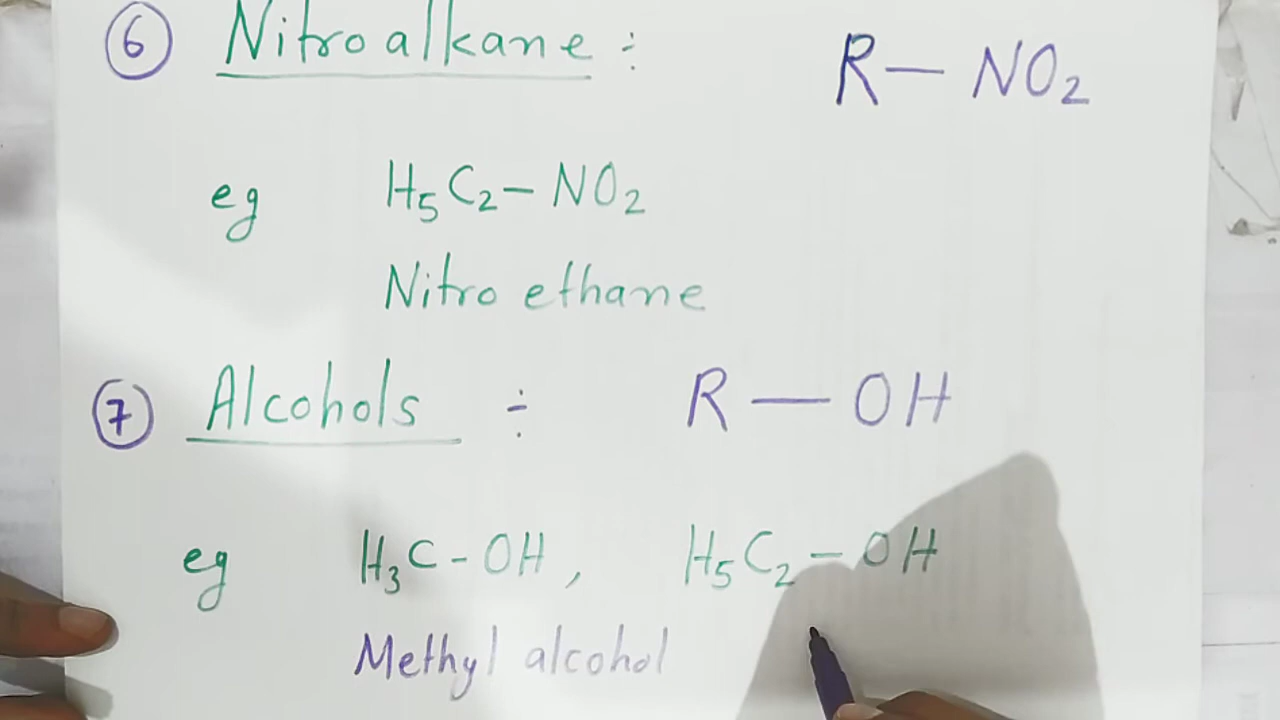 ⑥ Nitroalkane ÷ R — NO₂
eg H₅C₂ – NO₂
Nitro ethane
⑦ Alcohols ÷ R — OH
eg H₃C - OH , H₅C₂ – OH
Methyl alcohol